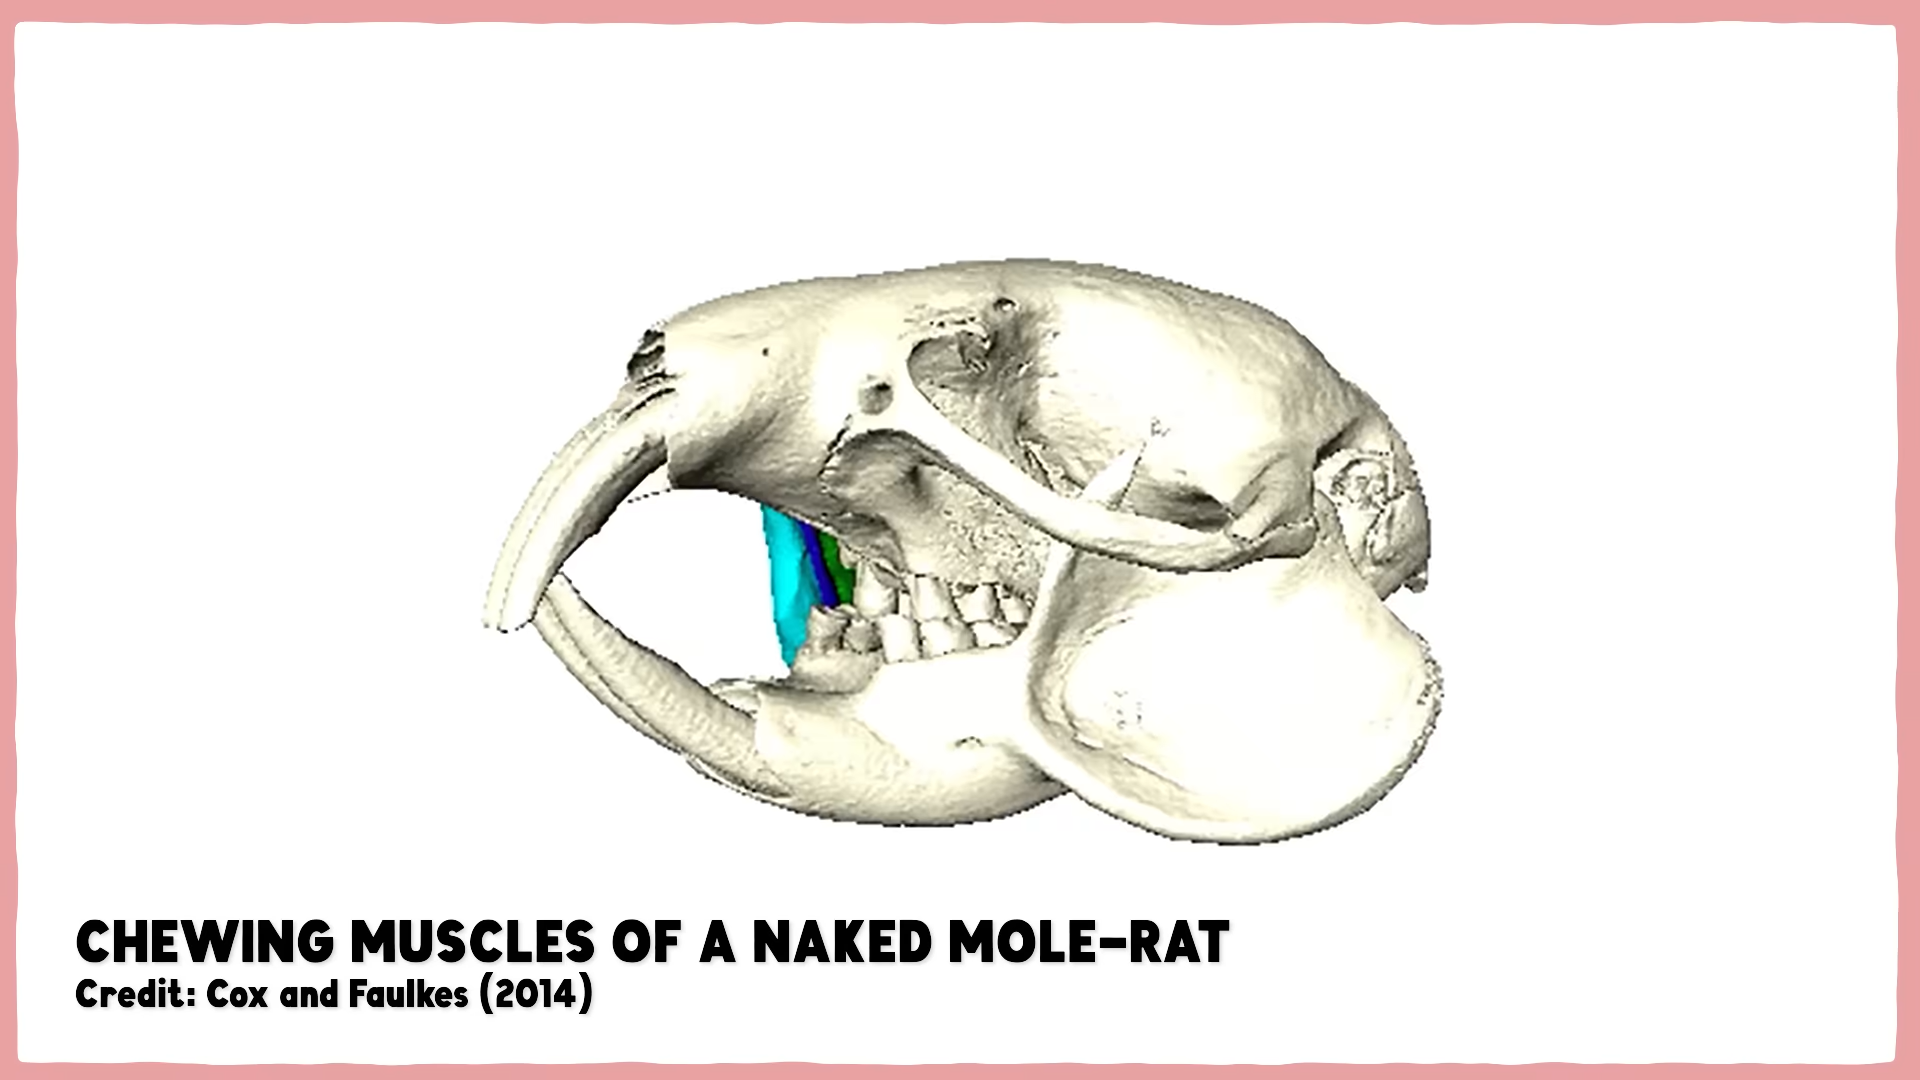 CHEWING MUSCLES OF A NAKED MOLE-RAT
Credit: Cox and Faulkes (2014)